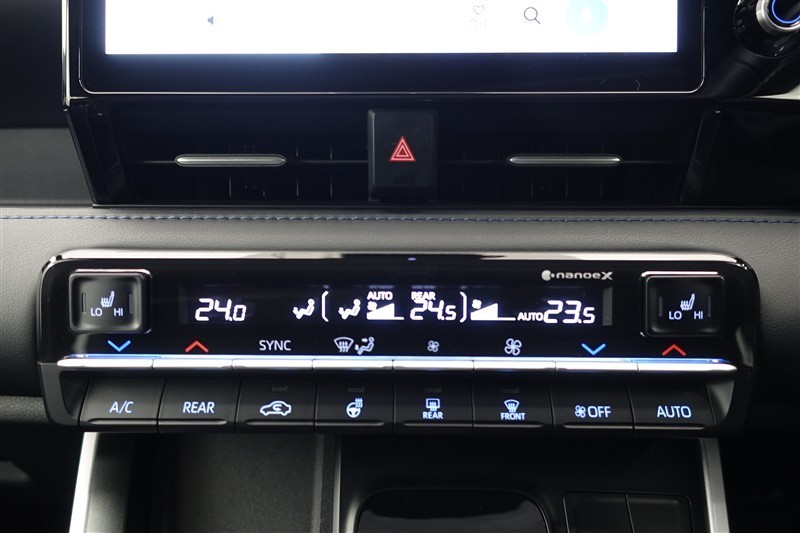 nanoeX
LO HI
24.0
AUTO
REAR
24.5
AUTO 23.5
LO HI
SYNC
A/C
REAR
REAR
FRONT
OFF
AUTO